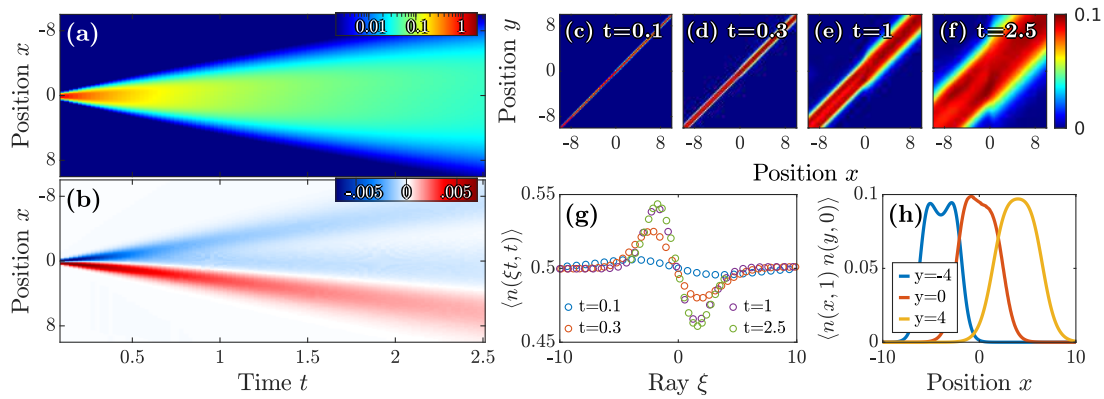 (a)
0.01 0.1 1
Position x
-8
0
8
(b)
-.005 0 .005
Position x
-8
0
8
0.5 1 1.5 2 2.5
Time t
(c) t=0.1
(d) t=0.3
(e) t=1
(f) t=2.5
Position y
-8
0
8
-8 0 8
-8 0 8
-8 0 8
-8 0 8
Position x
0.1
0
(g)
⟨n(ξt, t)⟩
0.55
0.5
0.45
t=0.1
t=0.3
t=1
t=2.5
-10 0 10
Ray ξ
(h)
⟨n(x, 1) n(y, 0)⟩
0.1
0.05
0
y=-4
y=0
y=4
-10 0 10
Position x